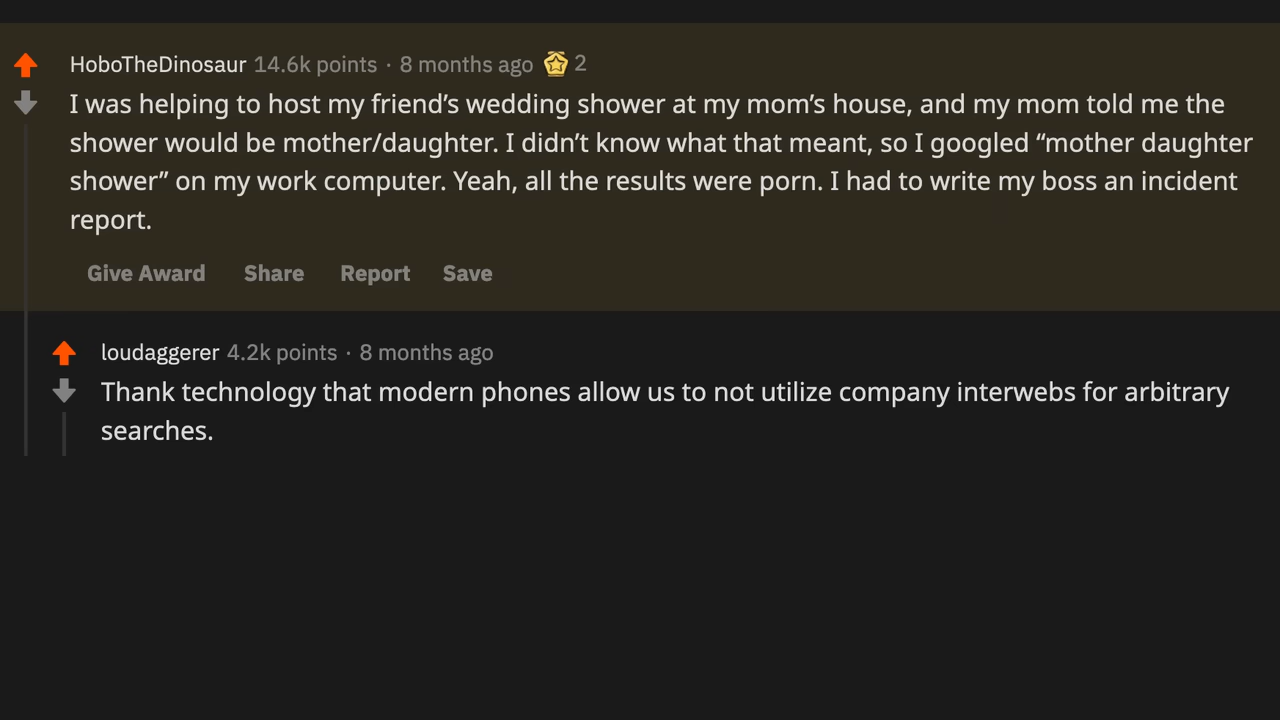 HoboTheDinosaur 14.6k points · 8 months ago 2
I was helping to host my friend’s wedding shower at my mom’s house, and my mom told me the
shower would be mother/daughter. I didn’t know what that meant, so I googled “mother daughter
shower” on my work computer. Yeah, all the results were porn. I had to write my boss an incident
report.
Give Award Share Report Save
loudaggerer 4.2k points · 8 months ago
Thank technology that modern phones allow us to not utilize company interwebs for arbitrary
searches.